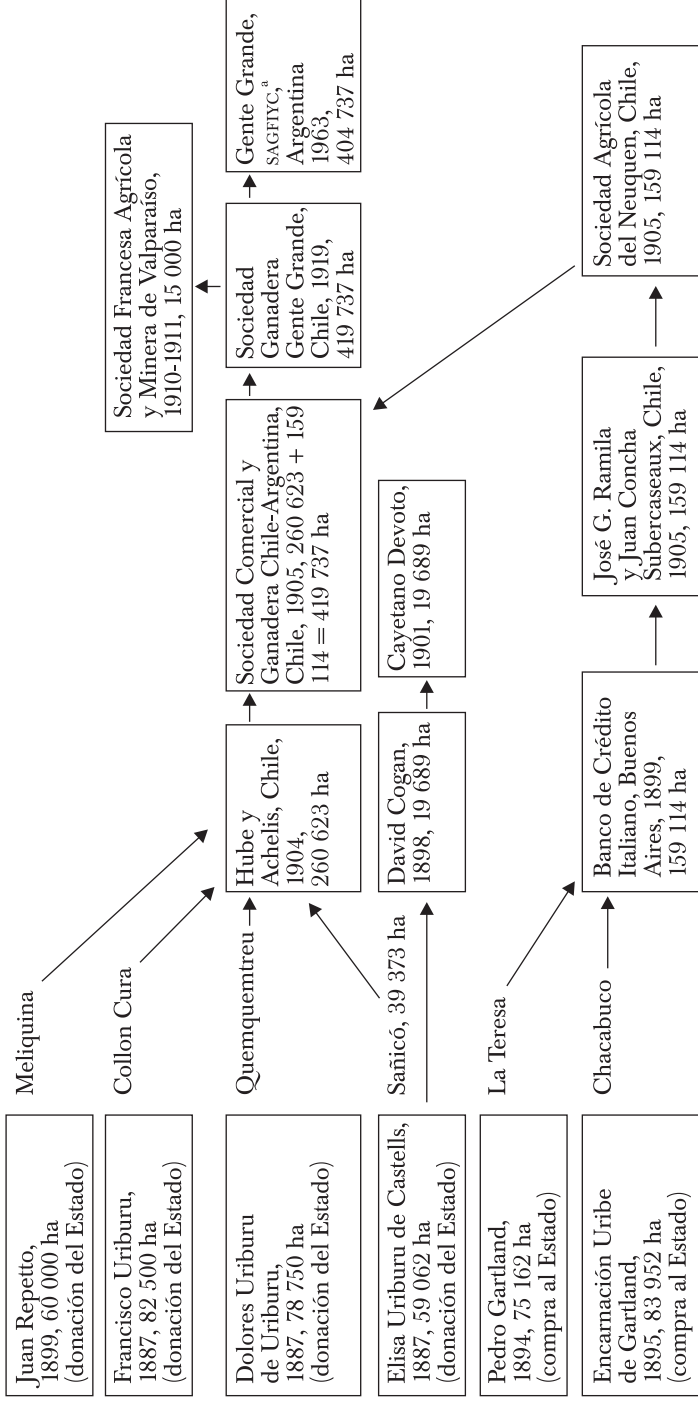 Juan Repetto,
1899, 60 000 ha
(donación del Estado)
Meliquina
Francisco Uriburu,
1887, 82 500 ha
(donación del Estado)
Collon Cura
Dolores Uriburu
de Uriburu,
1887, 78 750 ha
(donación del Estado)
Quemquemtreu
Elisa Uriburu de Castells,
1887, 59 062 ha
(donación del Estado)
Sañicó, 39 373 ha
Pedro Gartland,
1894, 75 162 ha
(compra al Estado)
La Teresa
Encarnación Uribe
de Gartland,
1895, 83 952 ha
(compra al Estado)
Chacabuco
Hube y
Achelis, Chile,
1904,
260 623 ha
David Cogan,
1898, 19 689 ha
Banco de Crédito
Italiano, Buenos
Aires, 1899,
159 114 ha
Sociedad Comercial y
Ganadera Chile-Argentina,
Chile, 1905, 260 623 + 159
114 = 419 737 ha
Cayetano Devoto,
1901, 19 689 ha
José G. Ramila
y Juan Concha
Subercaseaux, Chile,
1905, 159 114 ha
Sociedad Francesa Agrícola
y Minera de Valparaíso,
1910-1911, 15 000 ha
Sociedad
Ganadera
Gente Grande,
Chile, 1919,
419 737 ha
Gente Grande,
SAGFIYC,ª
Argentina
1963,
404 737 ha
Sociedad Agrícola
del Neuquen, Chile,
1905, 159 114 ha